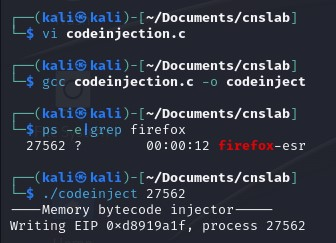 ┌──(kali㉿kali)-[~/Documents/cnslab]
└─$ vi codeinjection.c
┌──(kali㉿kali)-[~/Documents/cnslab]
└─$ gcc codeinjection.c -o codeinject
┌──(kali㉿kali)-[~/Documents/cnslab]
└─$ ps -e|grep firefox
27562 ?        00:00:12 firefox-esr
┌──(kali㉿kali)-[~/Documents/cnslab]
└─$ ./codeinject 27562
----Memory bytecode injector-----
Writing EIP 0xd8919a1f, process 27562